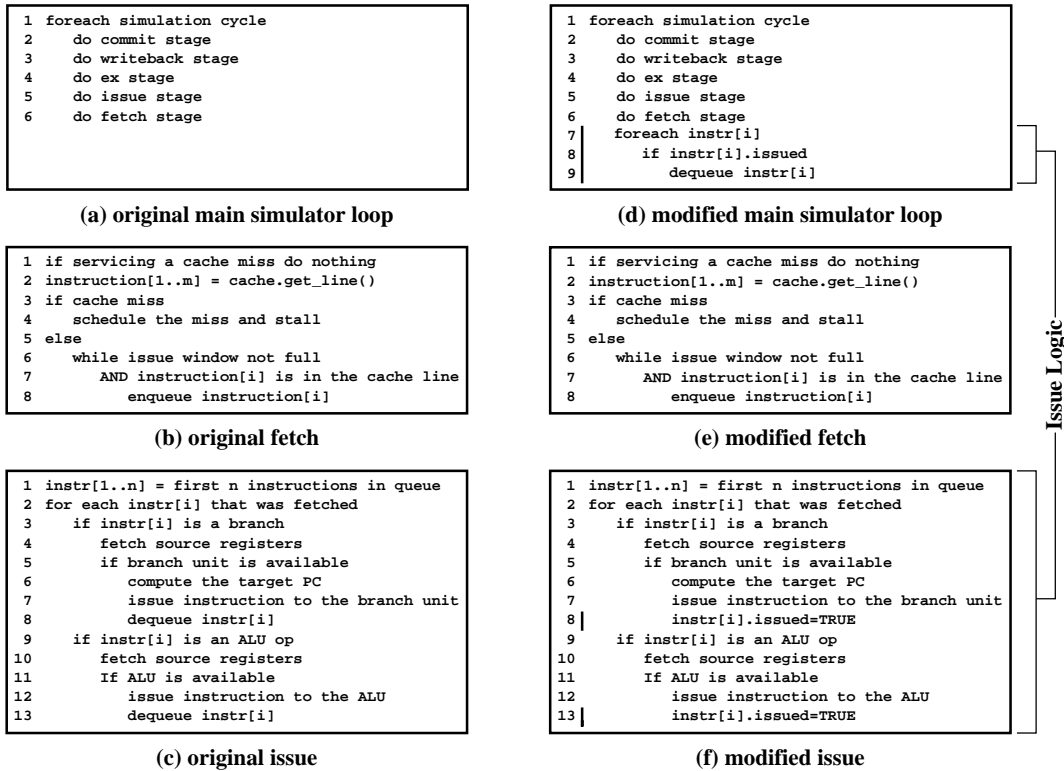 1 foreach simulation cycle
2 do commit stage
3 do writeback stage
4 do ex stage
5 do issue stage
6 do fetch stage
(a) original main simulator loop
1 if servicing a cache miss do nothing
2 instruction[1..m] = cache.get_line()
3 if cache miss
4 schedule the miss and stall
5 else
6 while issue window not full
7 AND instruction[i] is in the cache line
8 enqueue instruction[i]
(b) original fetch
1 instr[1..n] = first n instructions in queue
2 for each instr[i] that was fetched
3 if instr[i] is a branch
4 fetch source registers
5 if branch unit is available
6 compute the target PC
7 issue instruction to the branch unit
8 dequeue instr[i]
9 if instr[i] is an ALU op
10 fetch source registers
11 If ALU is available
12 issue instruction to the ALU
13 dequeue instr[i]
(c) original issue
1 foreach simulation cycle
2 do commit stage
3 do writeback stage
4 do ex stage
5 do issue stage
6 do fetch stage
7 foreach instr[i]
8 if instr[i].issued
9 dequeue instr[i]
(d) modified main simulator loop
1 if servicing a cache miss do nothing
2 instruction[1..m] = cache.get_line()
3 if cache miss
4 schedule the miss and stall
5 else
6 while issue window not full
7 AND instruction[i] is in the cache line
8 enqueue instruction[i]
(e) modified fetch
1 instr[1..n] = first n instructions in queue
2 for each instr[i] that was fetched
3 if instr[i] is a branch
4 fetch source registers
5 if branch unit is available
6 compute the target PC
7 issue instruction to the branch unit
8 instr[i].issued=TRUE
9 if instr[i] is an ALU op
10 fetch source registers
11 If ALU is available
12 issue instruction to the ALU
13 instr[i].issued=TRUE
(f) modified issue
Issue Logic